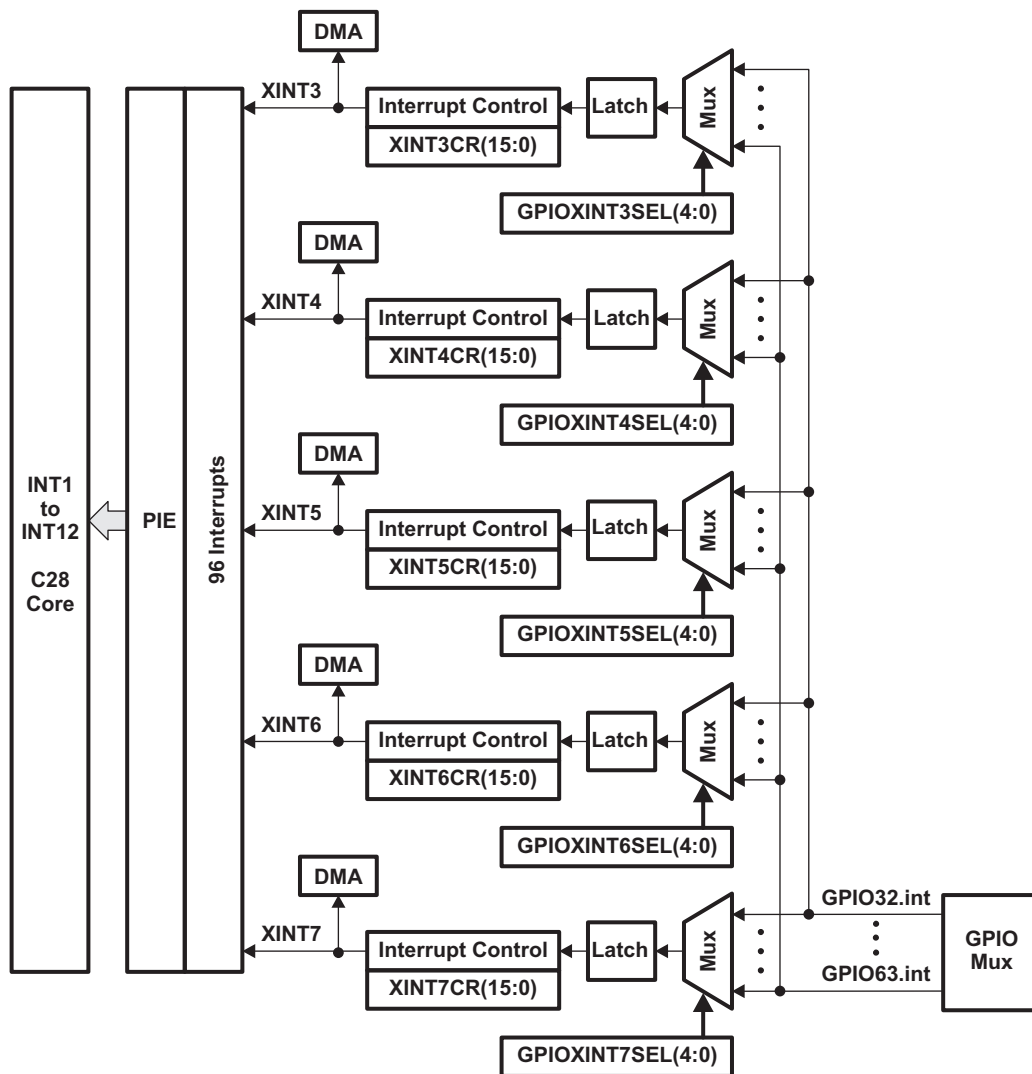 DMA
XINT3
Interrupt Control
XINT3CR(15:0)
Latch
Mux
GPIOXINT3SEL(4:0)
DMA
XINT4
Interrupt Control
XINT4CR(15:0)
Latch
Mux
GPIOXINT4SEL(4:0)
INT1
to
INT12
C28
Core
PIE
96 Interrupts
DMA
XINT5
Interrupt Control
XINT5CR(15:0)
Latch
Mux
GPIOXINT5SEL(4:0)
DMA
XINT6
Interrupt Control
XINT6CR(15:0)
Latch
Mux
GPIOXINT6SEL(4:0)
DMA
XINT7
Interrupt Control
XINT7CR(15:0)
Latch
Mux
GPIOXINT7SEL(4:0)
GPIO32.int
GPIO63.int
GPIO
Mux